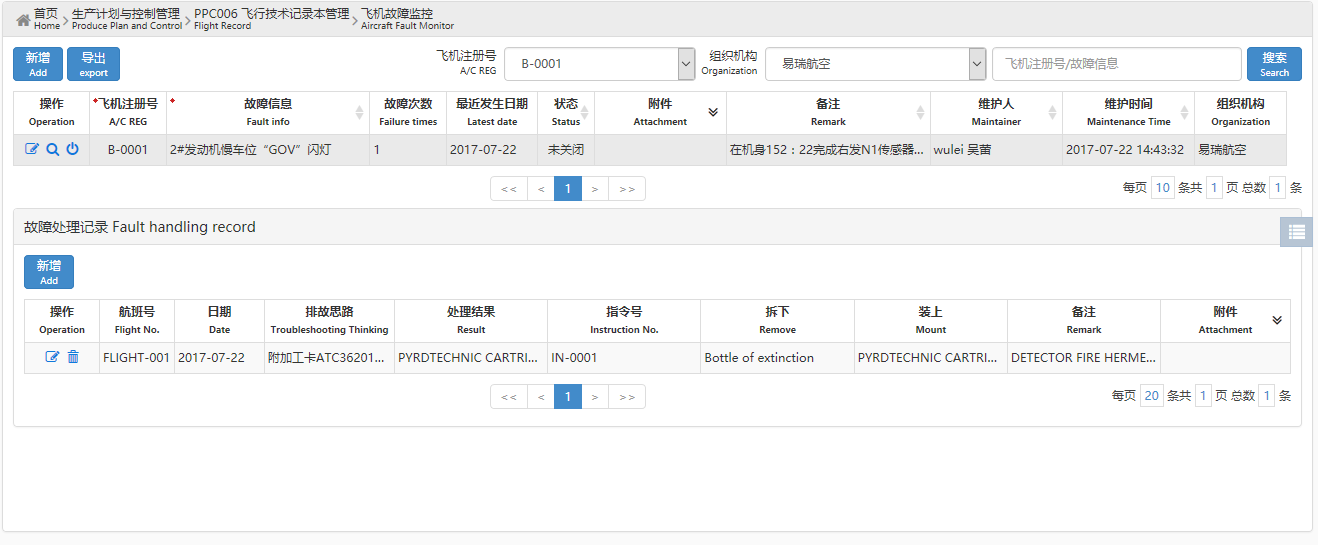 首页 生产计划与控制管理 PPC006 飞行技术记录本管理 飞机故障监控
Home Produce Plan and Control Flight Record Aircraft Fault Monitor
新增 导出 飞机注册号 组织机构 搜索
Add export A/C REG B-0001 Organization 易瑞航空 飞机注册号/故障信息 Search
操作 *飞机注册号 * 故障信息 故障次数 最近发生日期 状态 附件 备注 维护人 维护时间 组织机构
Operation A/C REG Fault info Failure times Latest date Status Attachment Remark Maintainer Maintenance Time Organization
B-0001 2#发动机慢车位“GOV”闪灯 1 2017-07-22 未关闭 在机身152：22完成右发N1传感器... wulei 吴蕾 2017-07-22 14:43:32 易瑞航空
<< < 1 > >> 每页 10 条共 1 页 总数 1 条
故障处理记录 Fault handling record
新增
Add
操作 航班号 日期 排故思路 处理结果 指令号 拆下 装上 备注 附件
Operation Flight No. Date Troubleshooting Thinking Result Instruction No. Remove Mount Remark Attachment
FLIGHT-001 2017-07-22 附加工卡ATC36201... PYRDTECHNIC CARTRI... IN-0001 Bottle of extinction PYRDTECHNIC CARTRI... DETECTOR FIRE HERME...
<< < 1 > >> 每页 20 条共 1 页 总数 1 条